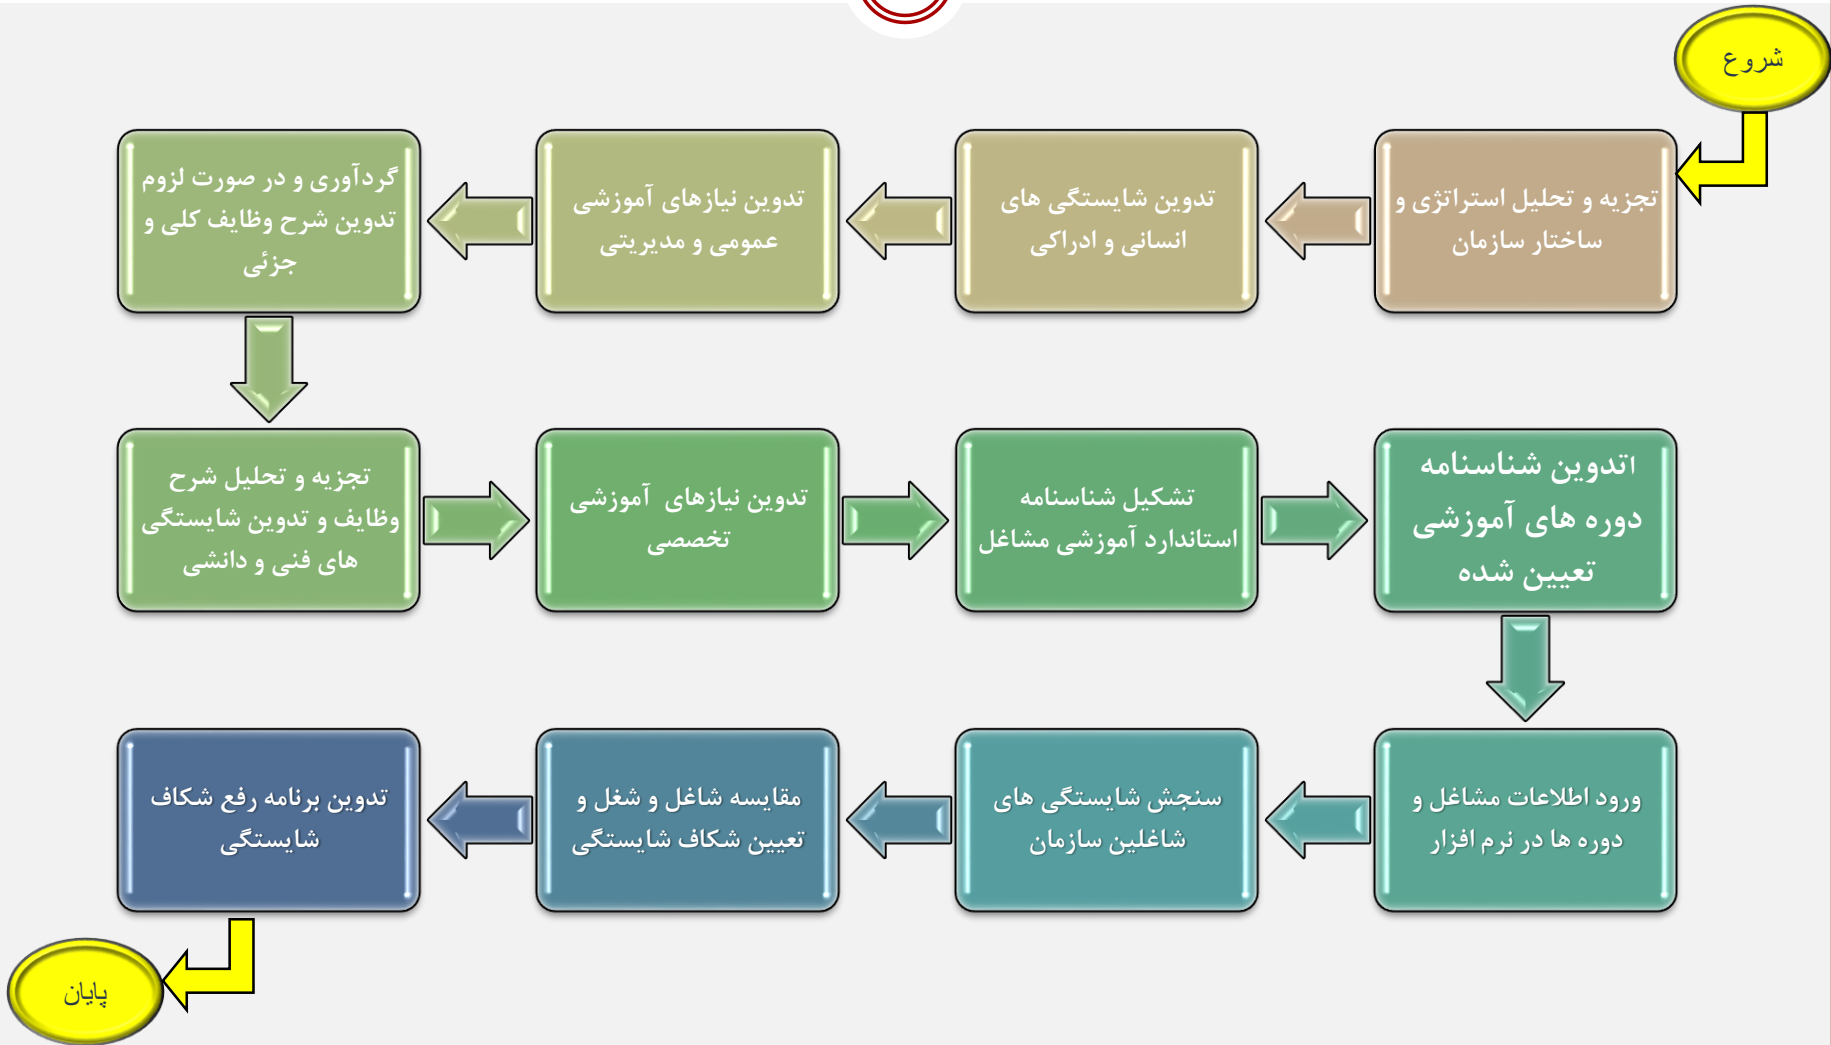 شروع
تجزیه و تحلیل استراتژی و
ساختار سازمان
تدوین شایستگی های
انسانی و ادراکی
تدوین نیازهای آموزشی
عمومی و مدیریتی
گردآوری و در صورت لزوم
تدوین شرح وظایف کلی و
جزئی
تجزیه و تحلیل شرح
وظایف و تدوین شایستگی
های فنی و دانشی
تدوین نیازهای  آموزشی
تخصصی
تشکیل شناسنامه
استاندارد آموزشی مشاغل
اتدوین شناسنامه
دوره های آموزشی
تعیین شده
ورود اطلاعات مشاغل و
دوره ها در نرم افزار
سنجش شایستگی های
شاغلین سازمان
مقایسه شاغل و شغل و
تعیین شکاف شایستگی
تدوین برنامه رفع شکاف
شایستگی
پایان